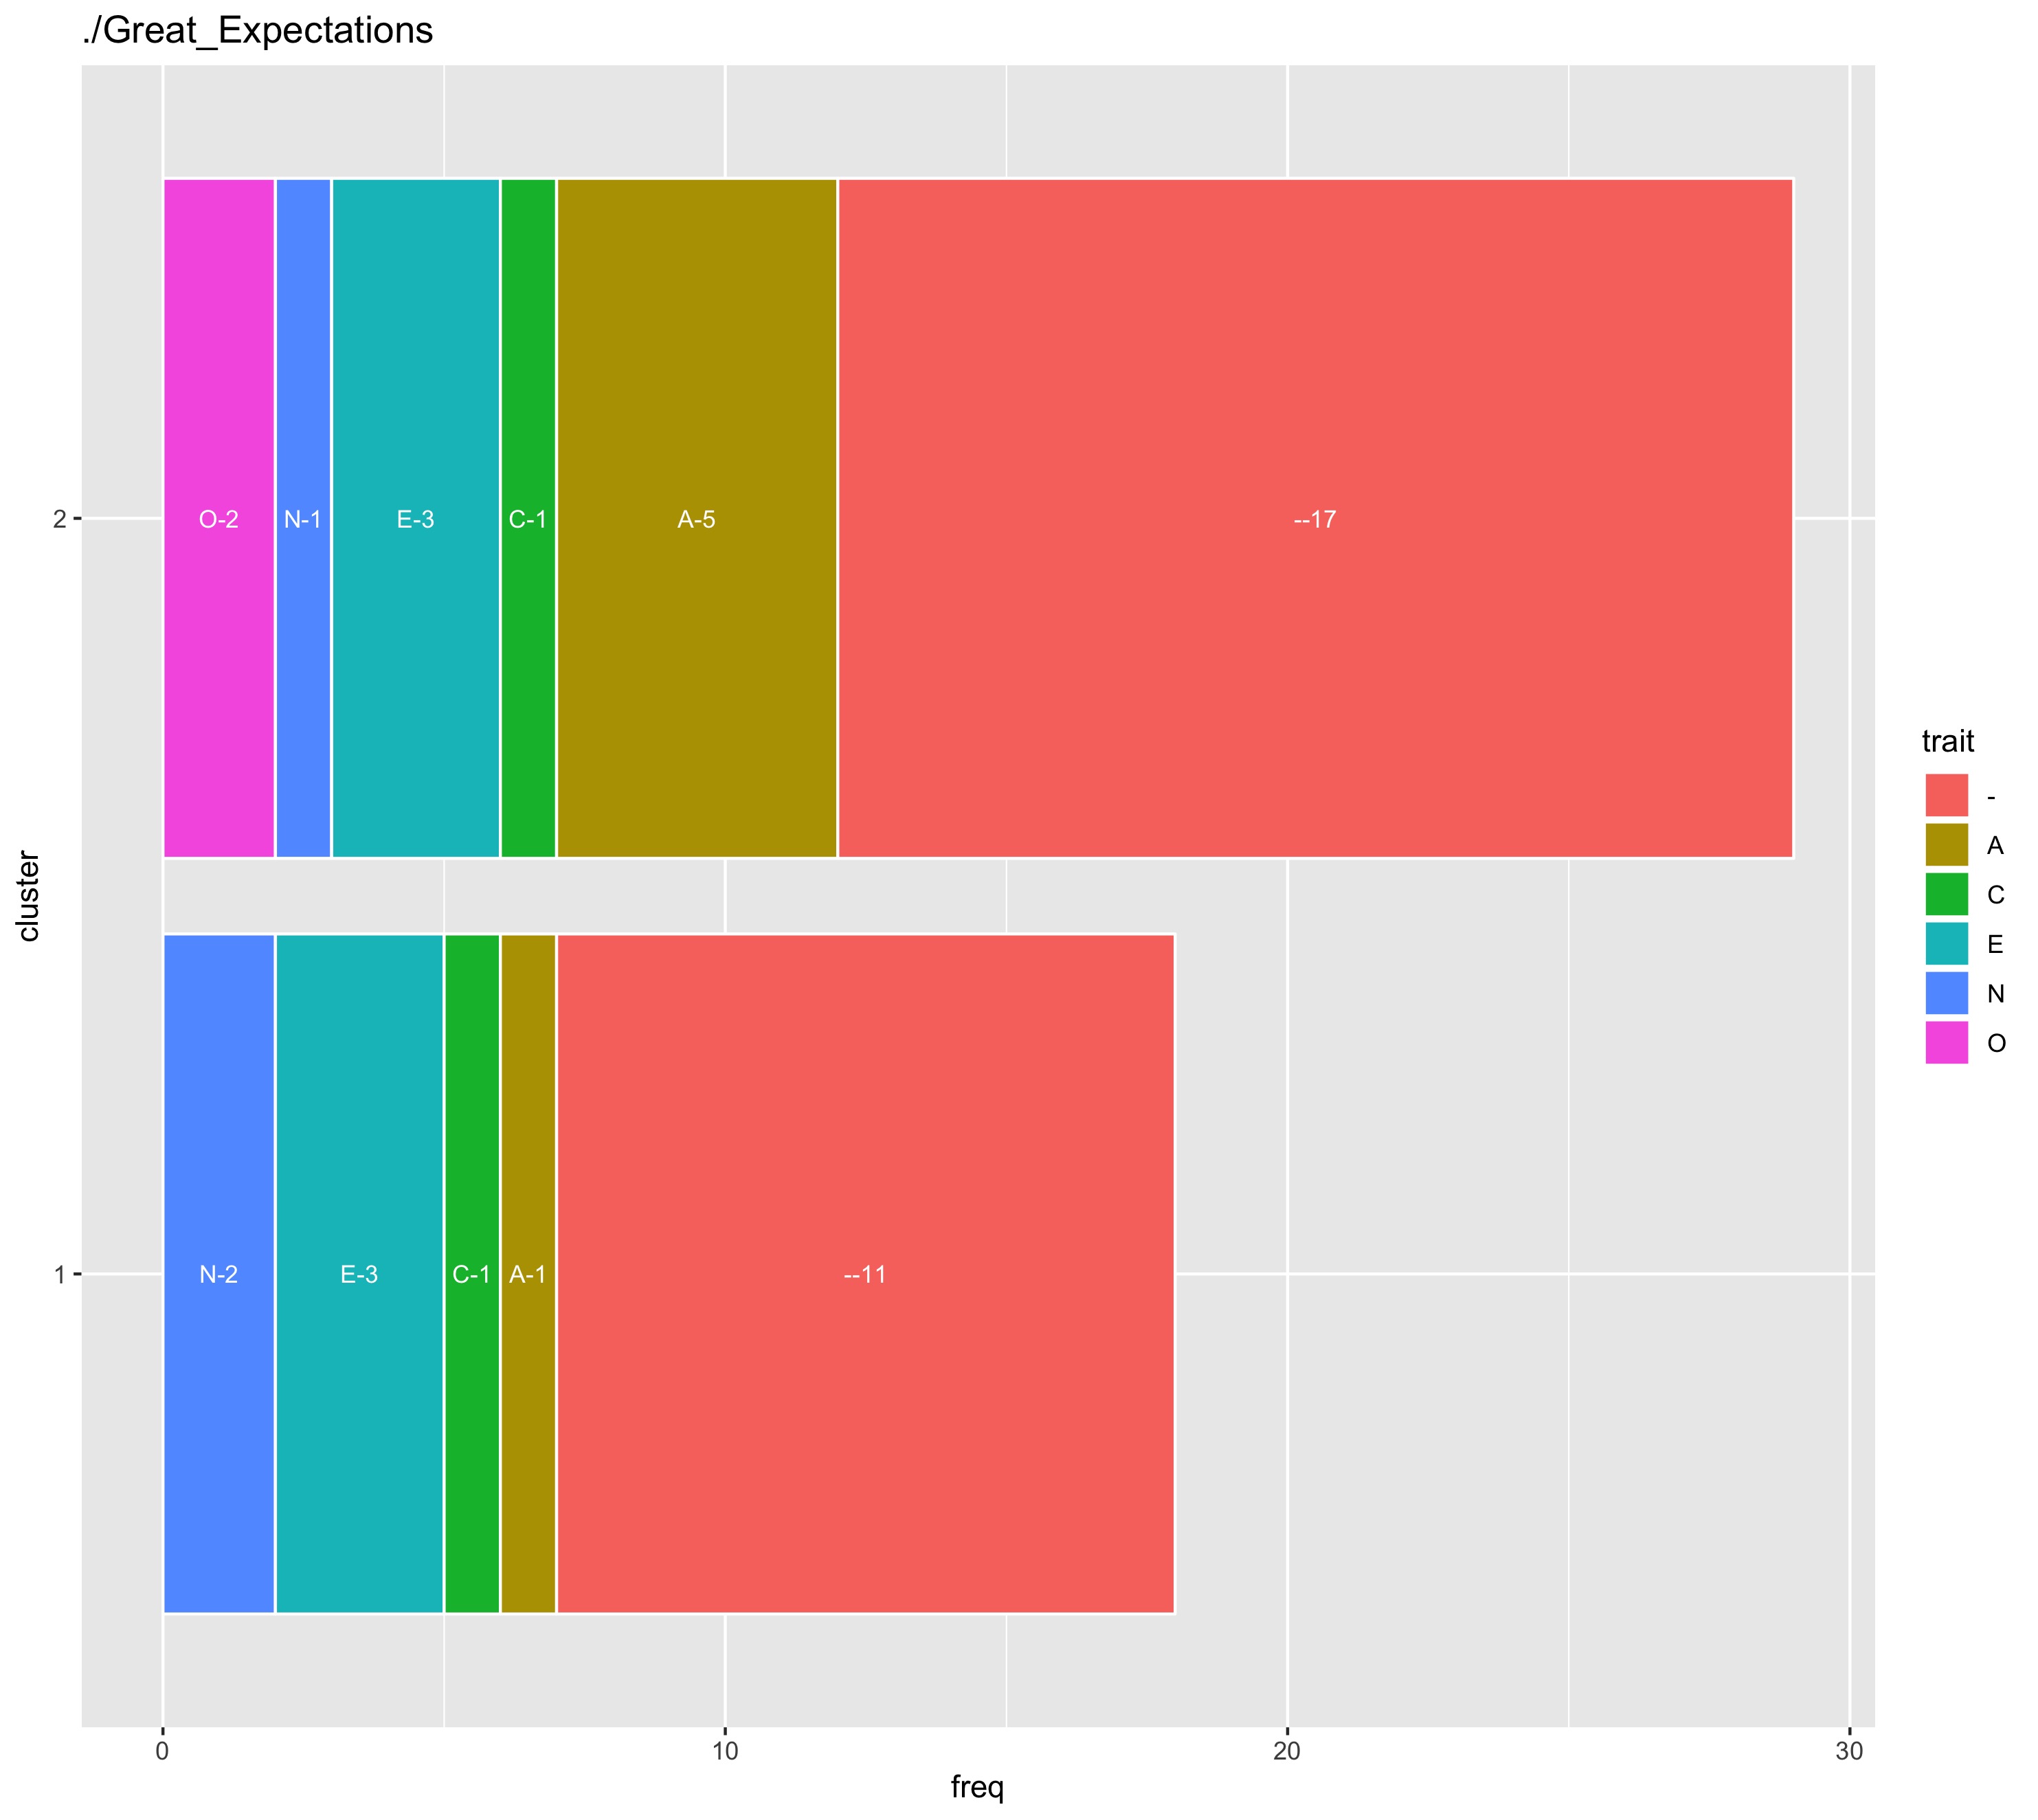 ./Great_Expectations
cluster
2
O-2 N-1 E-3 C-1 A-5 --17
1
N-2 E-3 C-1 A-1 --11
0 10 20 30
freq
trait
-
A
C
E
N
O